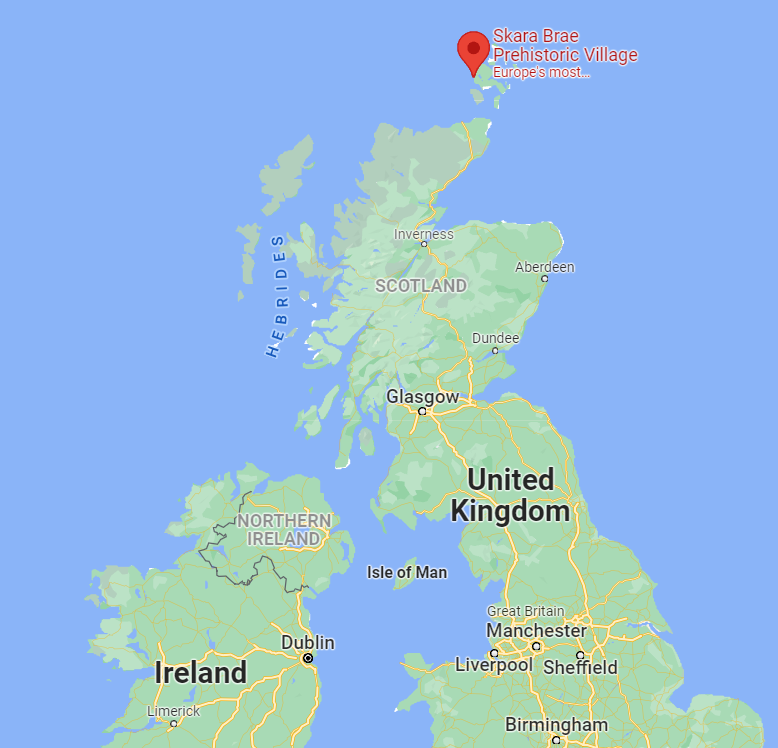 Skara Brae
Prehistoric Village
Europe's most...
Inverness
HEBRIDES
Aberdeen
SCOTLAND
Dundee
Glasgow
United
Kingdom
NORTHERN
IRELAND
Isle of Man
Great Britain
Manchester
Dublin
Liverpool
Sheffield
Ireland
Limerick
Birmingham